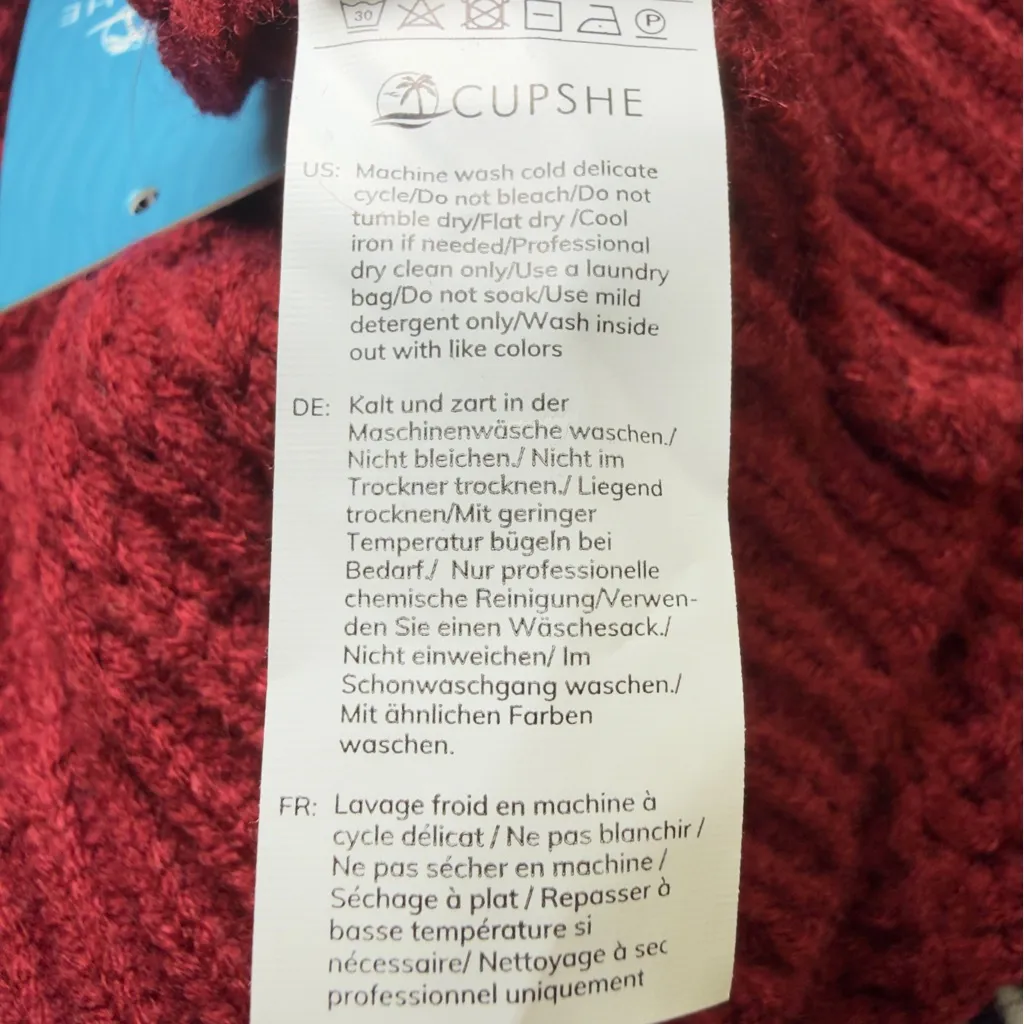 30
P
CUPSHE
US: Machine wash cold delicate
cycle/Do not bleach/Do not
tumble dry/Flat dry /Cool
iron if needed/Professional
dry clean only/Use a laundry
bag/Do not soak/Use mild
detergent only/Wash inside
out with like colors
DE: Kalt und zart in der
Maschinenwäsche waschen./
Nicht bleichen./ Nicht im
Trockner trocknen./ Liegend
trocknen/Mit geringer
Temperatur bügeln bei
Bedarf./ Nur professionelle
chemische Reinigung/Verwen-
den Sie einen Wäschesack./
Nicht einweichen/ Im
Schonwaschgang waschen./
Mit ähnlichen Farben
waschen.
FR: Lavage froid en machine à
cycle délicat / Ne pas blanchir /
Ne pas sécher en machine /
Séchage à plat / Repasser à
basse température si
nécessaire/ Nettoyage à sec
professionnel uniquement